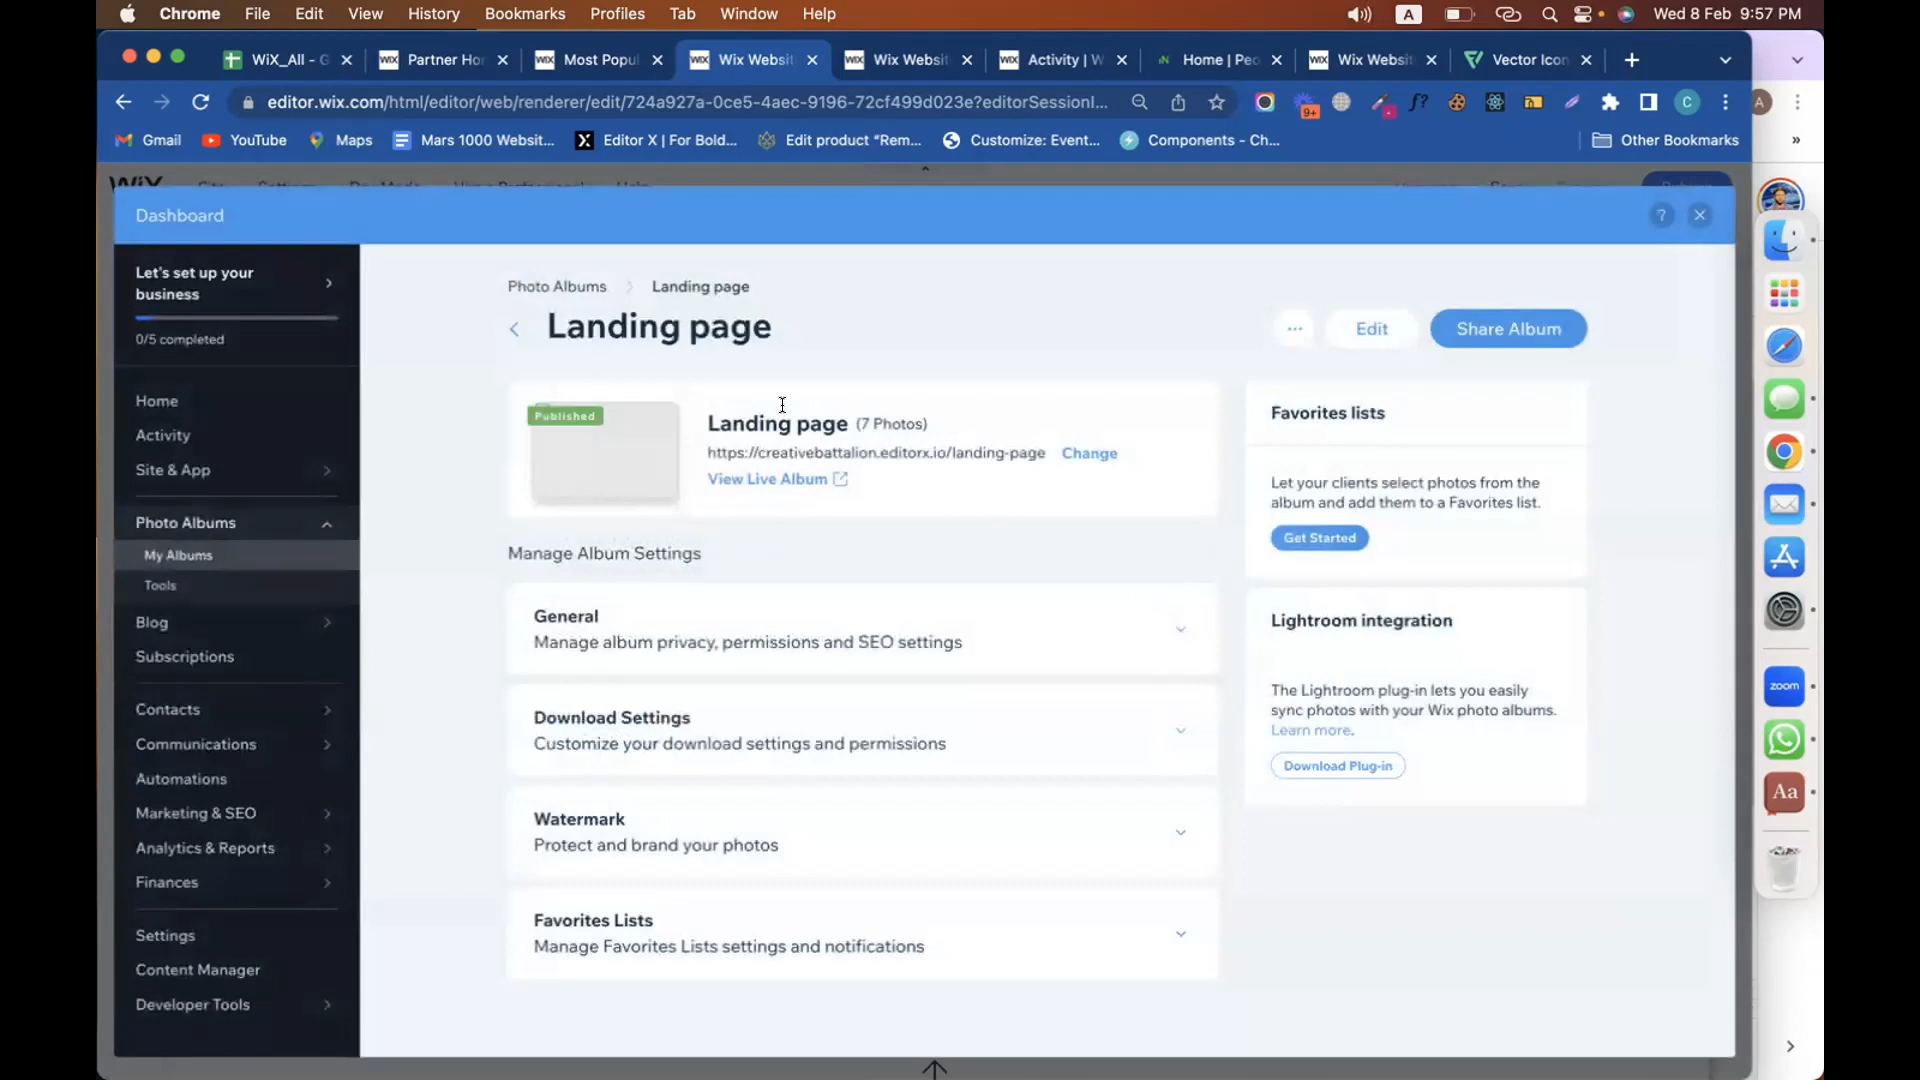 Chrome File Edit View History Bookmarks Profiles Tab Window Help A Wed 8 Feb 9:57 PM
WiX_All - G Partner Ho Most Popu Wix Websit Wix Websit Activity | W Home | Peo Wix Websit Vector Icon
editor.wix.com/html/editor/web/renderer/edit/724a927a-0ce5-4aec-9196-72cf499d023e?editorSessionI... 9+ f? C A
Gmail YouTube Maps Mars 1000 Websit... Editor X | For Bold... Edit product “Rem... Customize: Event... Components - Ch... Other Bookmarks »
WiX
Dashboard ?
Let's set up your
business
0/5 completed
Home
Activity
Site & App
Photo Albums
My Albums
Tools
Blog
Subscriptions
Contacts
Communications
Automations
Marketing & SEO
Analytics & Reports
Finances
Settings
Content Manager
Developer Tools
Photo Albums Landing page
Landing page
Edit Share Album
Published
Landing page (7 Photos)
https://creativebattalion.editorx.io/landing-page Change
View Live Album
Manage Album Settings
General
Manage album privacy, permissions and SEO settings
Download Settings
Customize your download settings and permissions
Watermark
Protect and brand your photos
Favorites Lists
Manage Favorites Lists settings and notifications
Favorites lists
Let your clients select photos from the
album and add them to a Favorites list.
Get Started
Lightroom integration
The Lightroom plug-in lets you easily
sync photos with your Wix photo albums.
Learn more.
Download Plug-in
zoom
Aa